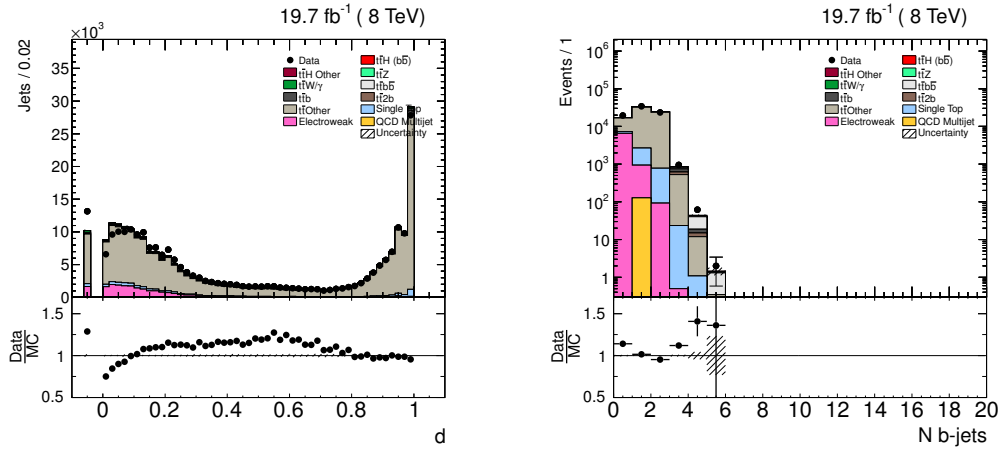 19.7 fb⁻¹ ( 8 TeV)
×10³
Jets / 0.02
35
30
25
20
15
10
5
0
Data
tt̄H Other
tt̄W/γ
tt̄b
tt̄Other
Electroweak
tt̄H (bb̄)
tt̄Z
tt̄bb̄
tt̄2b
Single Top
QCD Multijet
Uncertainty
Data
MC
1.5
1
0.5
0 0.2 0.4 0.6 0.8 1
d
19.7 fb⁻¹ ( 8 TeV)
Events / 1
10⁶
10⁵
10⁴
10³
10²
10
1
Data
tt̄H Other
tt̄W/γ
tt̄b
tt̄Other
Electroweak
tt̄H (bb̄)
tt̄Z
tt̄bb̄
tt̄2b
Single Top
QCD Multijet
Uncertainty
Data
MC
1.5
1
0.5
0 2 4 6 8 10 12 14 16 18 20
N b-jets